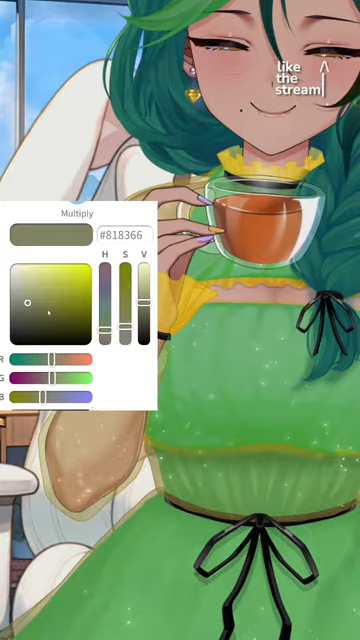 like
the
stream
Multiply
#818366
H S V
R
G
B